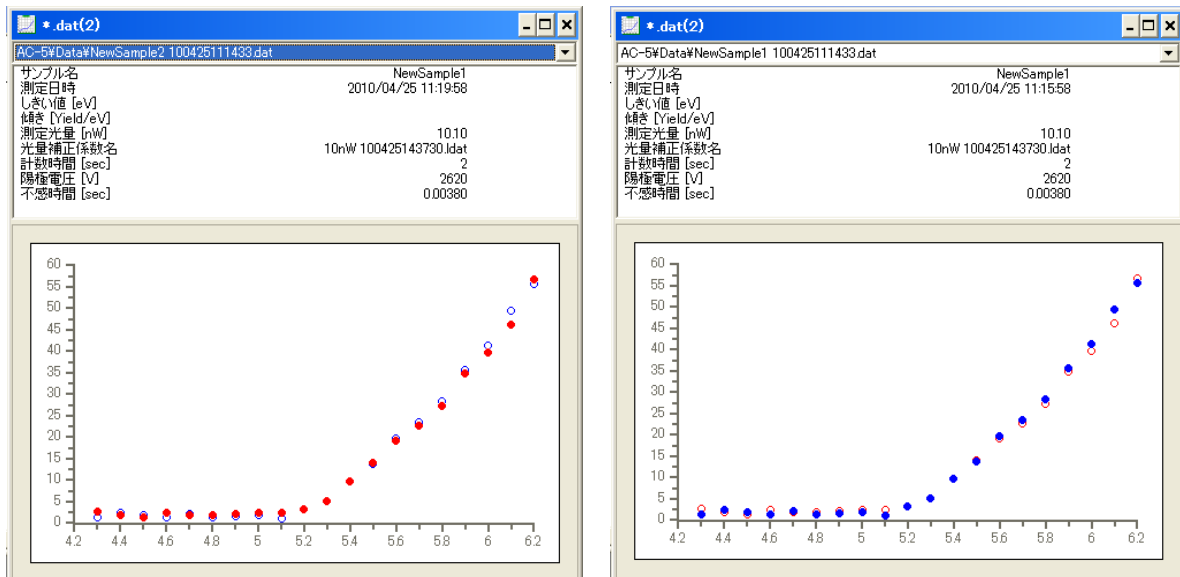 *.dat(2)
AC-5¥Data¥NewSample2 100425111433.dat
サンプル名 NewSample1
測定日時 2010/04/25 11:19:58
しきい値 [eV]
傾き [Yield/eV]
測定光量 [nW] 10.10
光量補正係数名 10nW 100425143730.ldat
計数時間 [sec] 2
陽極電圧 [V] 2620
不感時間 [sec] 0.00380
60
55
50
45
40
35
30
25
20
15
10
5
0
4.2 4.4 4.6 4.8 5 5.2 5.4 5.6 5.8 6 6.2
*.dat(2)
AC-5¥Data¥NewSample1 100425111433.dat
サンプル名 NewSample1
測定日時 2010/04/25 11:15:58
しきい値 [eV]
傾き [Yield/eV]
測定光量 [nW] 10.10
光量補正係数名 10nW 100425143730.ldat
計数時間 [sec] 2
陽極電圧 [V] 2620
不感時間 [sec] 0.00380
60
55
50
45
40
35
30
25
20
15
10
5
0
4.2 4.4 4.6 4.8 5 5.2 5.4 5.6 5.8 6 6.2